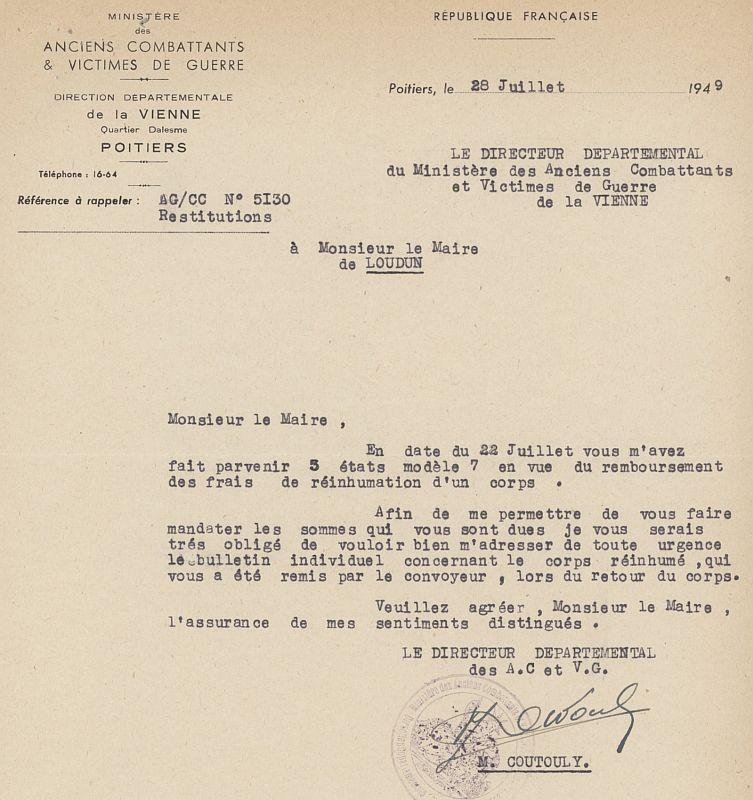 MINISTÈRE
des
ANCIENS COMBATTANTS
& VICTIMES DE GUERRE
DIRECTION DÉPARTEMENTALE
de la VIENNE
Quartier Dalesme
POITIERS
Téléphone : 16-64
Référence à rappeler : AG/CC N° 5I30
Restitutions
RÉPUBLIQUE FRANÇAISE
Poitiers, le 28 Juillet 1949
LE DIRECTEUR DEPARTEMENTAL
du Ministère des Anciens Combattants
et Victimes de Guerre
de la VIENNE
à Monsieur le Maire
de LOUDUN
Monsieur le Maire ,
En date du 22 Juillet vous m'avez
fait parvenir 3 états modèle 7 en vue du remboursement
des frais de réinhumation d'un corps .
Afin de me permettre de vous faire
mandater les sommes qui vous sont dues je vous serais
trés obligé de vouloir bien m'adresser de toute urgence
le bulletin individuel concernant le corps réinhumé ,qui
vous a été remis par le convoyeur , lors du retour du corps.
Veuillez agréer , Monsieur le Maire ,
l'assurance de mes sentiments distingués .
LE DIRECTEUR DEPARTEMENTAL
des A.C et V.G.
M. COUTOULY.